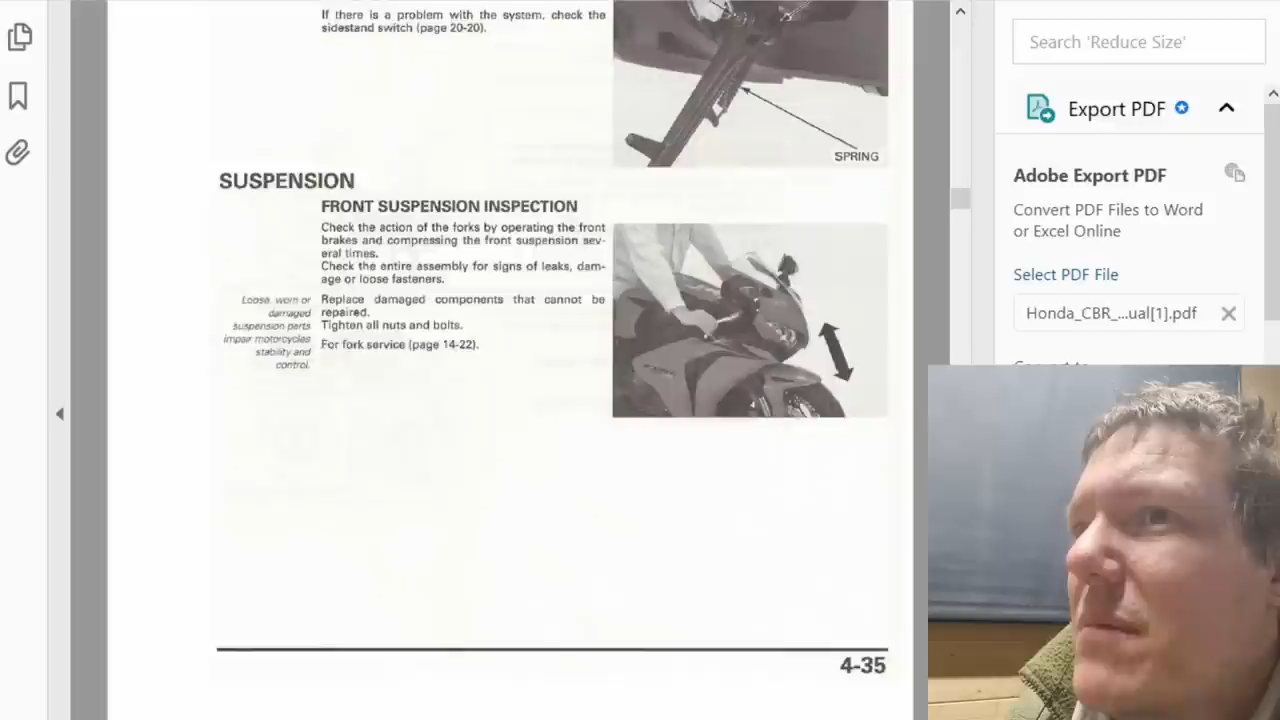 If there is a problem with the system, check the
sidestand switch (page 20-20).
SPRING
SUSPENSION
FRONT SUSPENSION INSPECTION
Check the action of the forks by operating the front
brakes and compressing the front suspension sev-
eral times.
Check the entire assembly for signs of leaks, dam-
age or loose fasteners.
Loose, worn or
damaged
suspension parts
impair motorcycles
stability and
control.
Replace damaged components that cannot be
repaired.
Tighten all nuts and bolts.
For fork service (page 14-22).
4-35
Search 'Reduce Size'
Export PDF
Adobe Export PDF
Convert PDF Files to Word
or Excel Online
Select PDF File
Honda_CBR_...ual[1].pdf